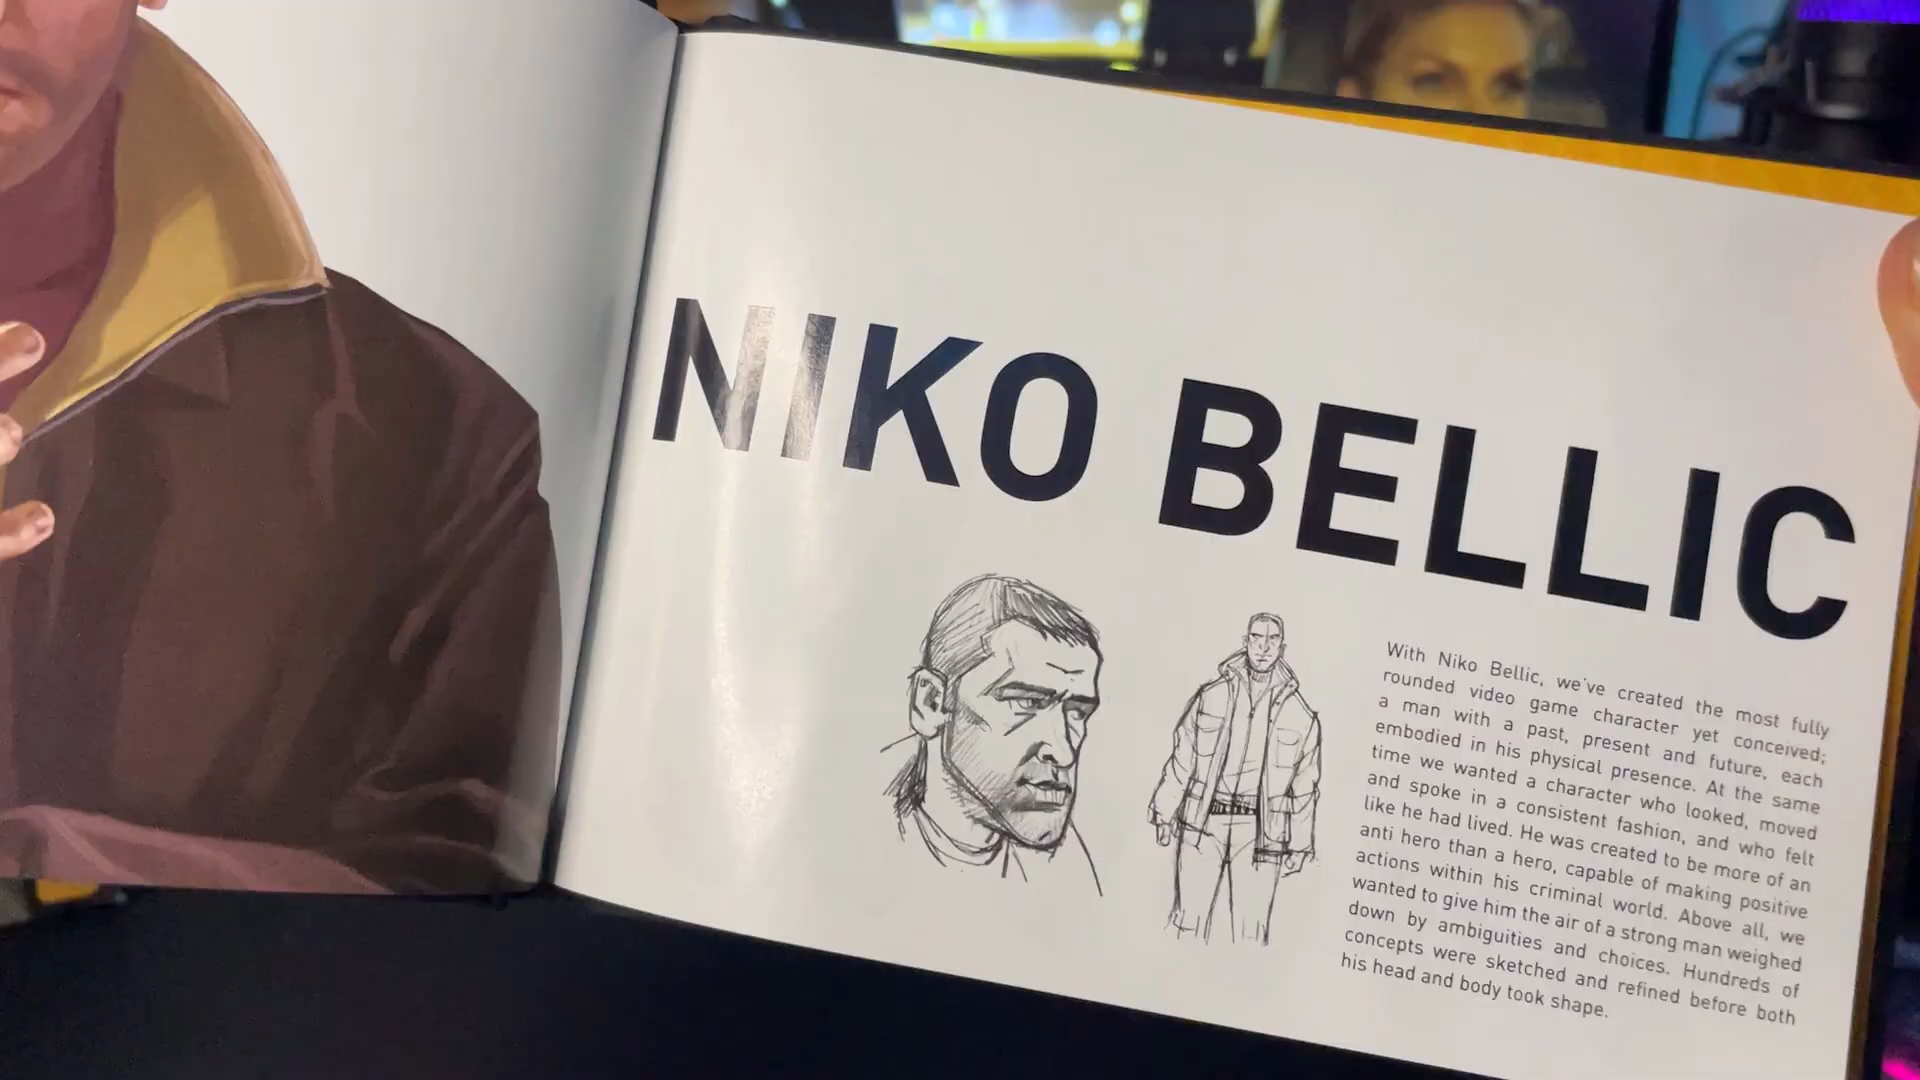 NIKO BELLIC
With Niko Bellic, we've created the most fully
rounded video game character yet conceived;
a man with a past, present and future, each
embodied in his physical presence. At the same
time we wanted a character who looked, moved
and spoke in a consistent fashion, and who felt
like he had lived. He was created to be more of an
anti hero than a hero, capable of making positive
actions within his criminal world. Above all, we
wanted to give him the air of a strong man weighed
down by ambiguities and choices. Hundreds of
concepts were sketched and refined before both
his head and body took shape.